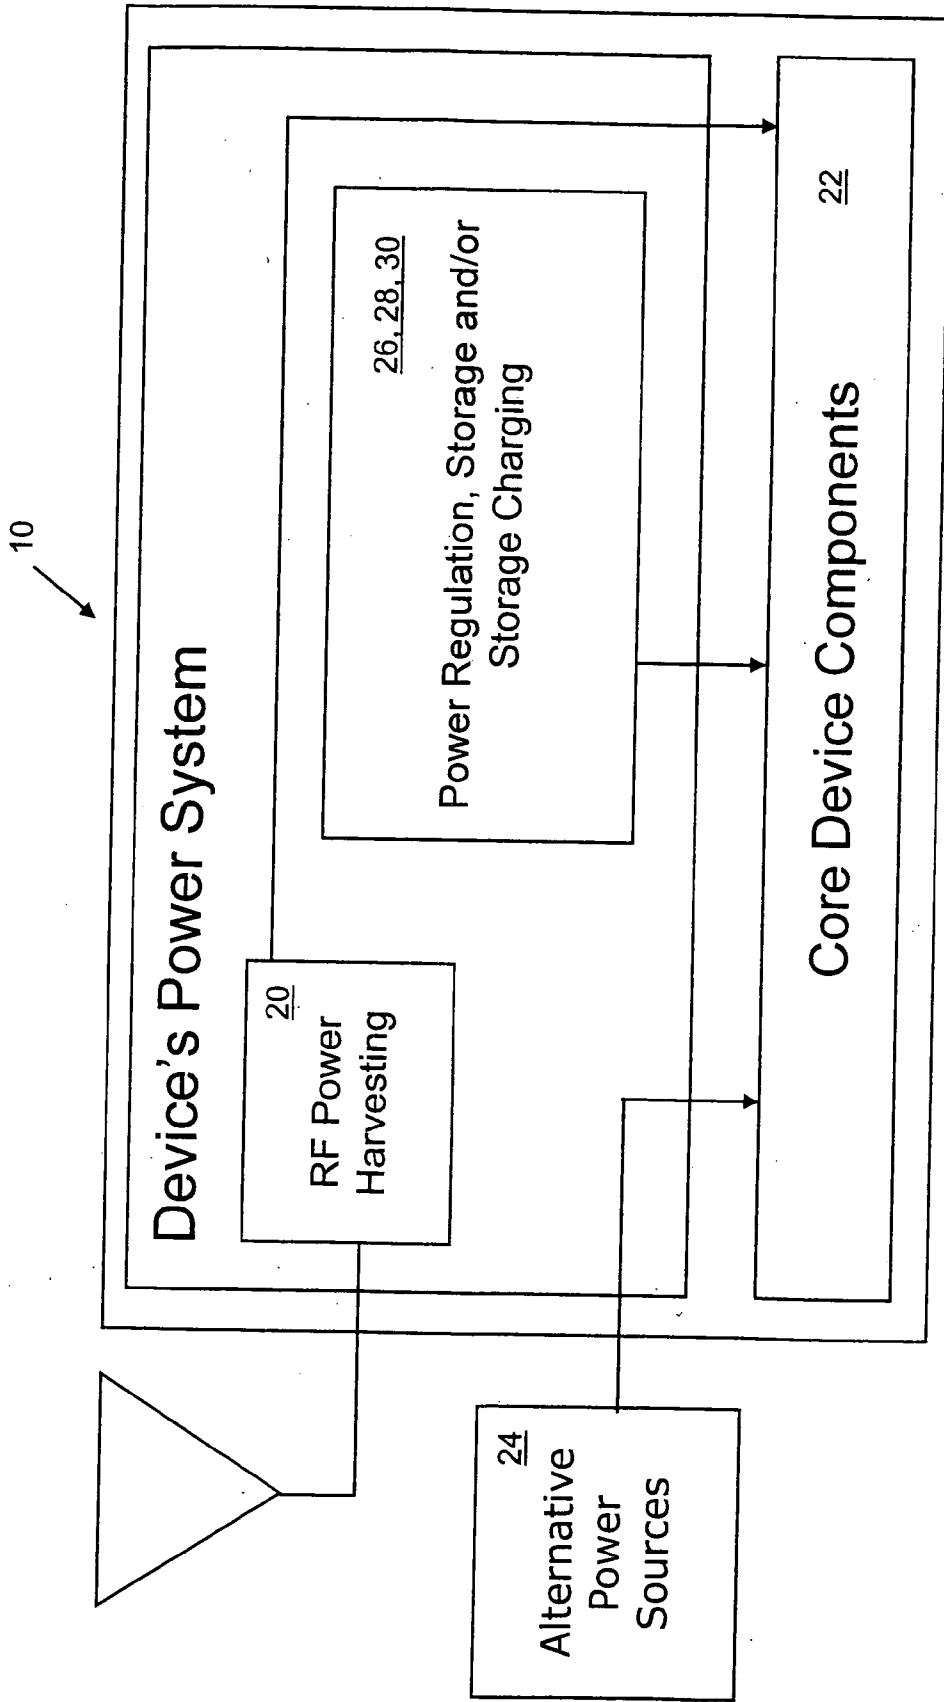 10
Device's Power System
20
RF Power
Harvesting
26, 28, 30
Power Regulation, Storage and/or
Storage Charging
24
Alternative
Power
Sources
22
Core Device Components